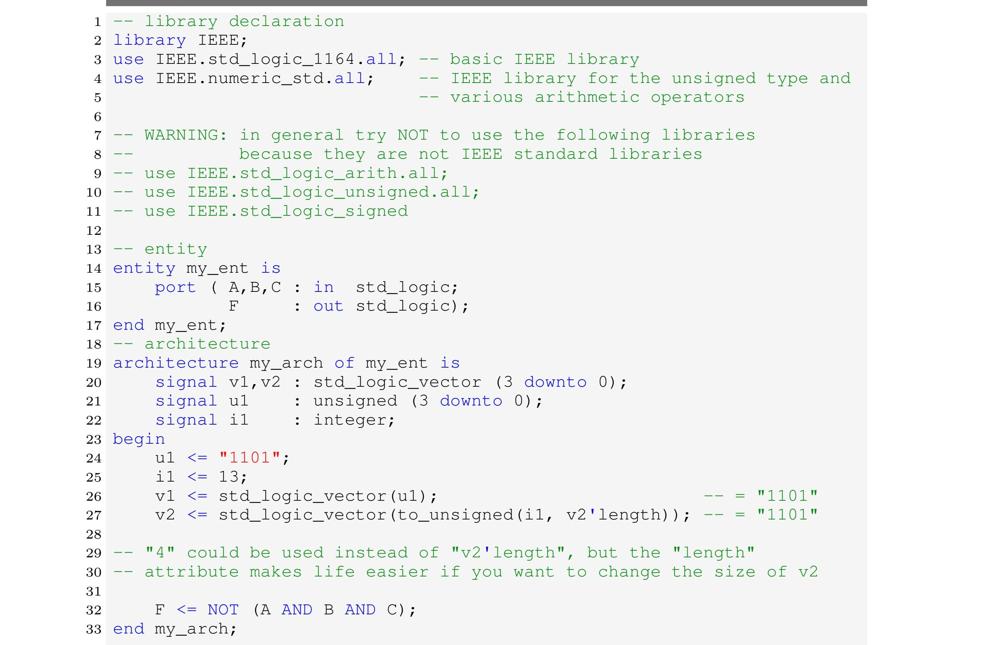 1 -- library declaration
2 library IEEE;
3 use IEEE.std_logic_1164.all; -- basic IEEE library
4 use IEEE.numeric_std.all;    -- IEEE library for the unsigned type and
5                              -- various arithmetic operators
6
7 -- WARNING: in general try NOT to use the following libraries
8 --          because they are not IEEE standard libraries
9 -- use IEEE.std_logic_arith.all;
10 -- use IEEE.std_logic_unsigned.all;
11 -- use IEEE.std_logic_signed
12
13 -- entity
14 entity my_ent is
15     port ( A,B,C : in  std_logic;
16            F     : out std_logic);
17 end my_ent;
18 -- architecture
19 architecture my_arch of my_ent is
20     signal v1,v2 : std_logic_vector (3 downto 0);
21     signal u1    : unsigned (3 downto 0);
22     signal i1    : integer;
23 begin
24     u1 <= "1101";
25     i1 <= 13;
26     v1 <= std_logic_vector(u1);                         -- = "1101"
27     v2 <= std_logic_vector(to_unsigned(i1, v2'length)); -- = "1101"
28
29 -- "4" could be used instead of "v2'length", but the "length"
30 -- attribute makes life easier if you want to change the size of v2
31
32     F <= NOT (A AND B AND C);
33 end my_arch;